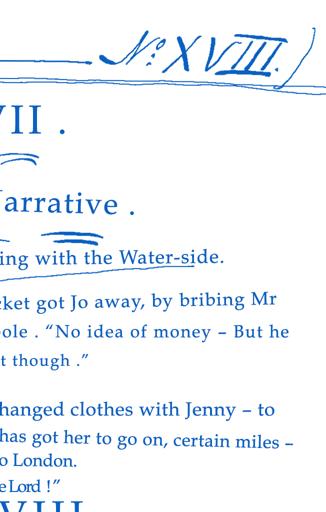 No: XVIII.
VII .
arrative .
ing with the Water-side.
cket got Jo away, by bribing Mr
ole . “No idea of money – But he
t though .”
hanged clothes with Jenny – to
has got her to go on, certain miles –
o London.
e Lord !”
VIII